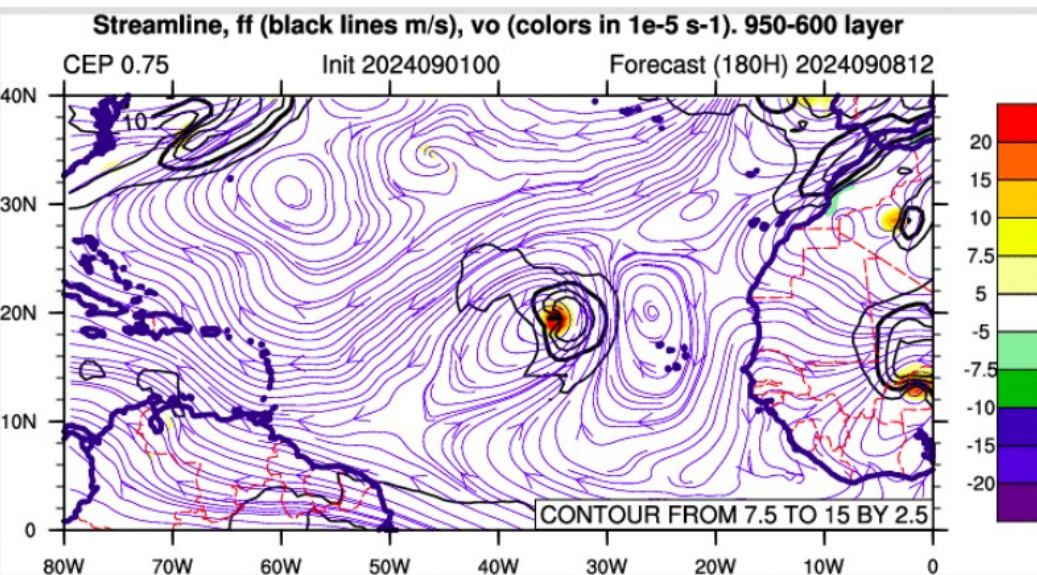 Streamline, ff (black lines m/s), vo (colors in 1e-5 s-1). 950-600 layer
CEP 0.75 Init 2024090100 Forecast (180H) 2024090812
40N
30N
20N
10N
0
10
20
15
10
7.5
5
-5
-7.5
-10
-15
-20
CONTOUR FROM 7.5 TO 15 BY 2.5
80W 70W 60W 50W 40W 30W 20W 10W 0